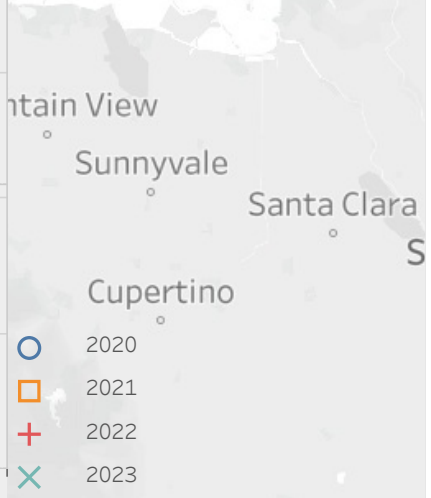 ntain View
Sunnyvale
Santa Clara
S
Cupertino
2020
2021
2022
2023